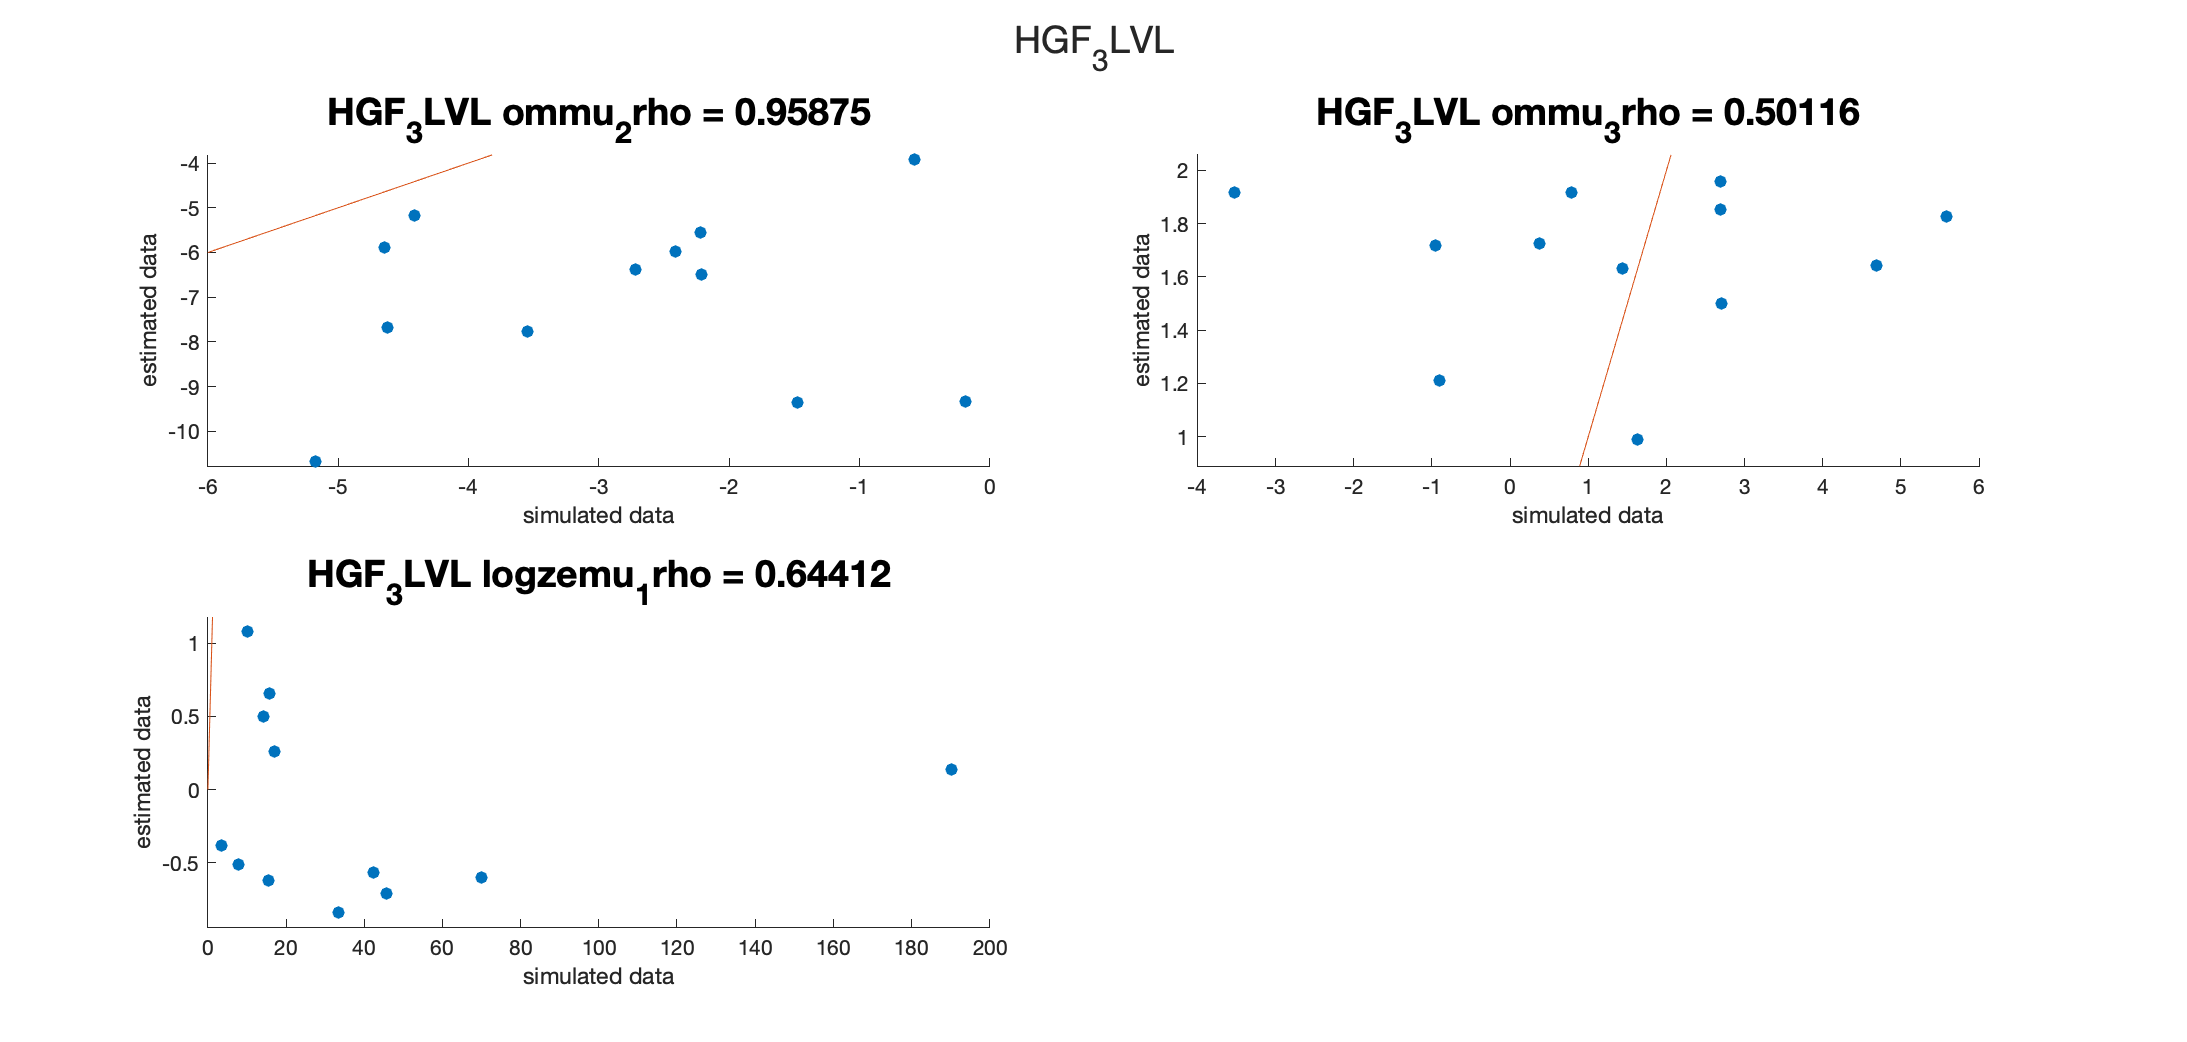 HGF3LVL
HGF3LVL ommu2rho = 0.95875
-4
-5
-6
-7
-8
-9
-10
estimated data
-6 -5 -4 -3 -2 -1 0
simulated data
HGF3LVL ommu3rho = 0.50116
2
1.8
1.6
1.4
1.2
1
estimated data
-4 -3 -2 -1 0 1 2 3 4 5 6
simulated data
HGF3LVL logzemu1rho = 0.64412
1
0.5
0
-0.5
estimated data
0 20 40 60 80 100 120 140 160 180 200
simulated data